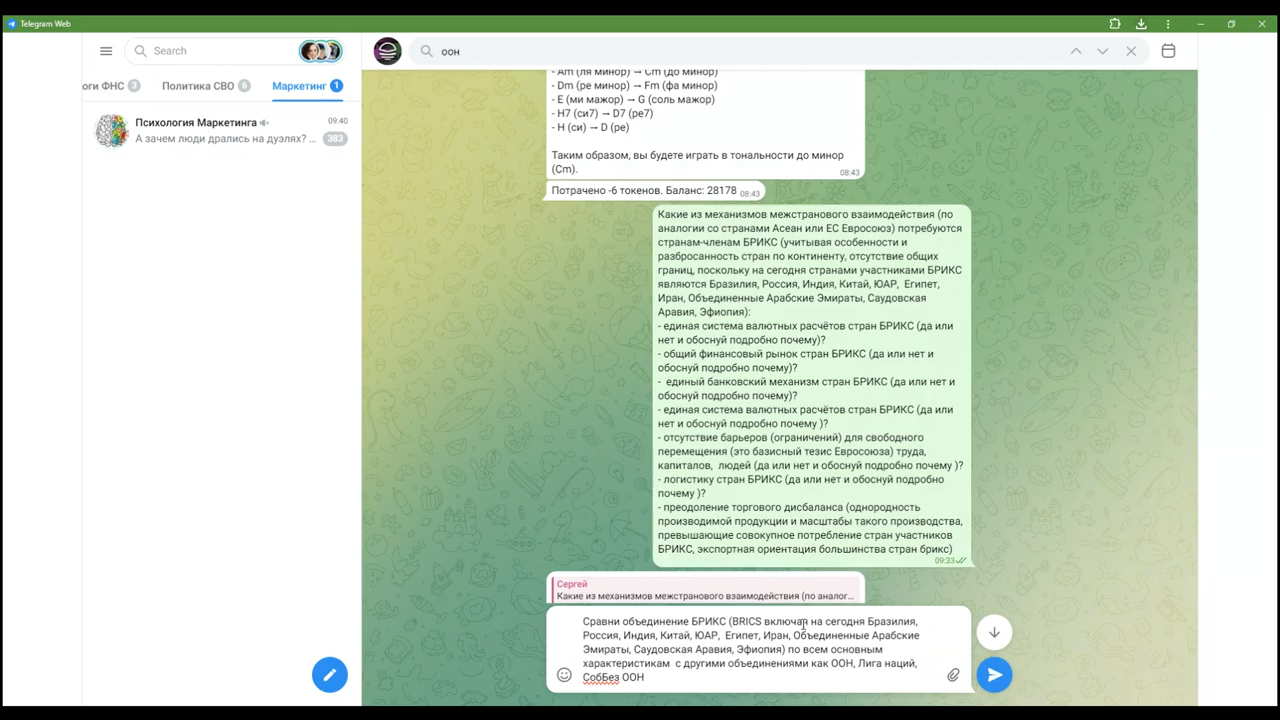 Telegram Web
Search
оон
оги ФНС 3
Политика СВО 6
Маркетинг 1
Психология Маркетинга
09:40
А зачем люди дрались на дуэлях? ...
383
- Am (ля минор) → Cm (до минор)
- Dm (ре минор) → Fm (фа минор)
- E (ми мажор) → G (соль мажор)
- H7 (си7) → D7 (ре7)
- H (си) → D (ре)
Таким образом, вы будете играть в тональности до минор
(Cm).
08:43
Потрачено -6 токенов. Баланс: 28178
08:43
Какие из механизмов межстранового взаимодействия (по
аналогии со странами Асеан или ЕС Евросоюз) потребуются
странам-членам БРИКС (учитывая особенности и
разбросанность стран по континенту, отсутствие общих
границ, поскольку на сегодня странами участниками БРИКС
являются Бразилия, Россия, Индия, Китай, ЮАР,  Египет,
Иран, Объединенные Арабские Эмираты, Саудовская
Аравия, Эфиопия):
- единая система валютных расчётов стран БРИКС (да или
нет и обоснуй подробно почему)?
- общий финансовый рынок стран БРИКС (да или нет и
обоснуй подробно почему)?
-  единый банковский механизм стран БРИКС (да или нет и
обоснуй подробно почему)?
- единая система валютных расчётов стран БРИКС (да или
нет и обоснуй подробно почему )?
- отсутствие барьеров (ограничений) для свободного
перемещения (это базисный тезис Евросоюза) труда,
капиталов,  людей (да или нет и обоснуй подробно почему )?
- логистику стран БРИКС (да или нет и обоснуй подробно
почему )?
- преодоление торгового дисбаланса (однородность
производимой продукции и масштабы такого производства,
превышающие совокупное потребление стран участников
БРИКС, экспортная ориентация большинства стран брикс)
09:33
Сергей
Какие из механизмов межстранового взаимодействия (по аналог...
Сравни объединение БРИКС (BRICS включая на сегодня Бразилия,
Россия, Индия, Китай, ЮАР,  Египет, Иран, Объединенные Арабские
Эмираты, Саудовская Аравия, Эфиопия) по всем основным
характеристикам  с другими объединениями как ООН, Лига наций,
СобБез ООН